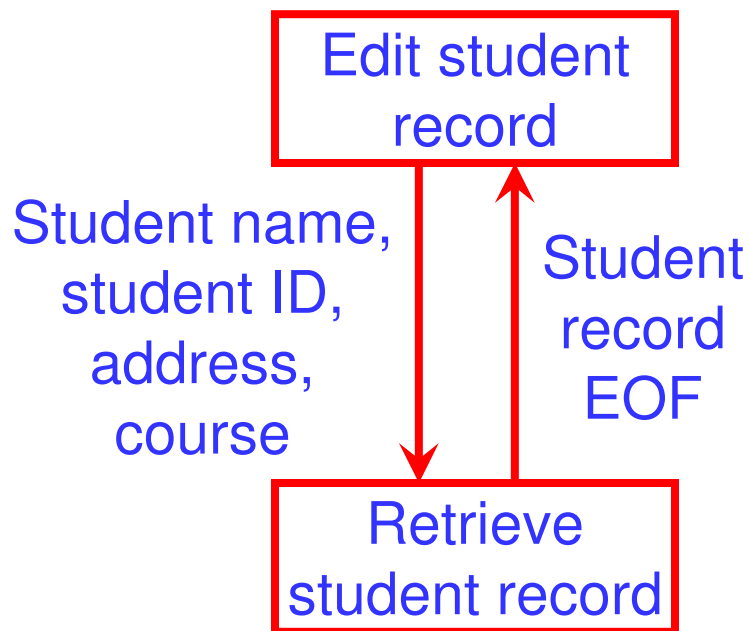 Edit student
record
Student name,
student ID,
address,
course
Student
record
EOF
Retrieve
student record